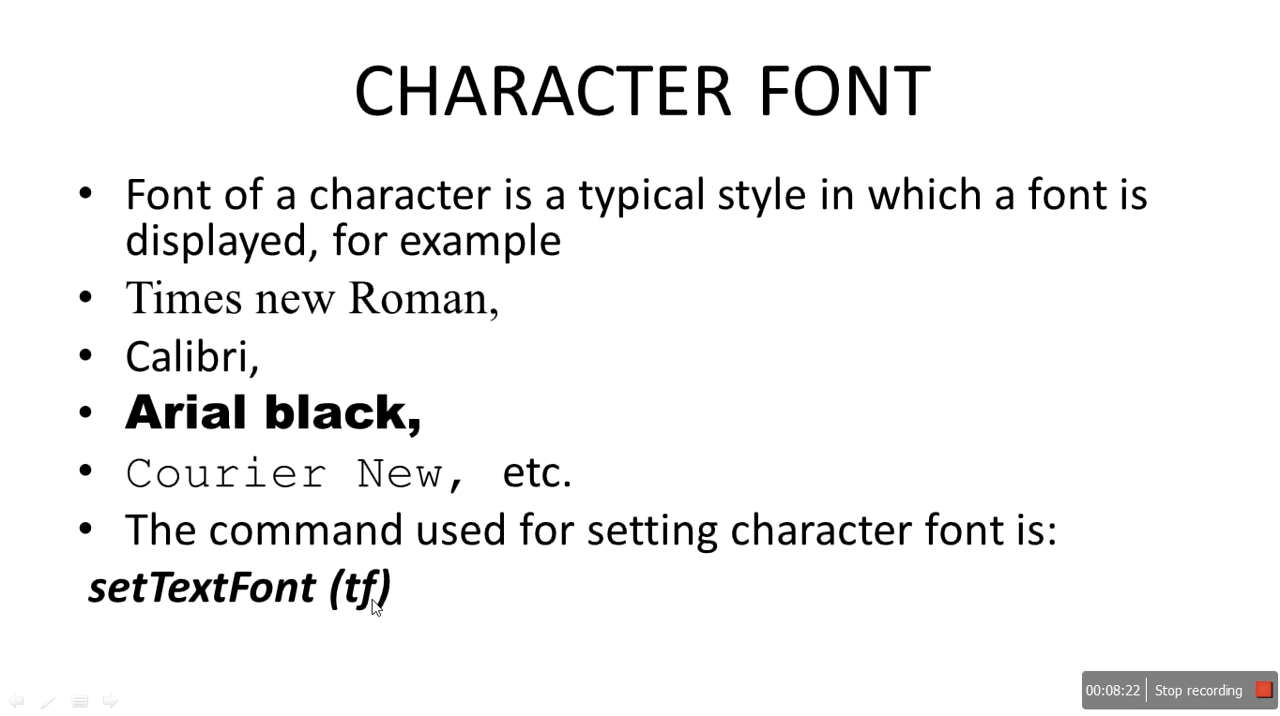 CHARACTER FONT
• Font of a character is a typical style in which a font is
displayed, for example
• Times new Roman,
• Calibri,
• Arial black,
• Courier New, etc.
• The command used for setting character font is:
setTextFont (tf)
00:08:22 Stop recording